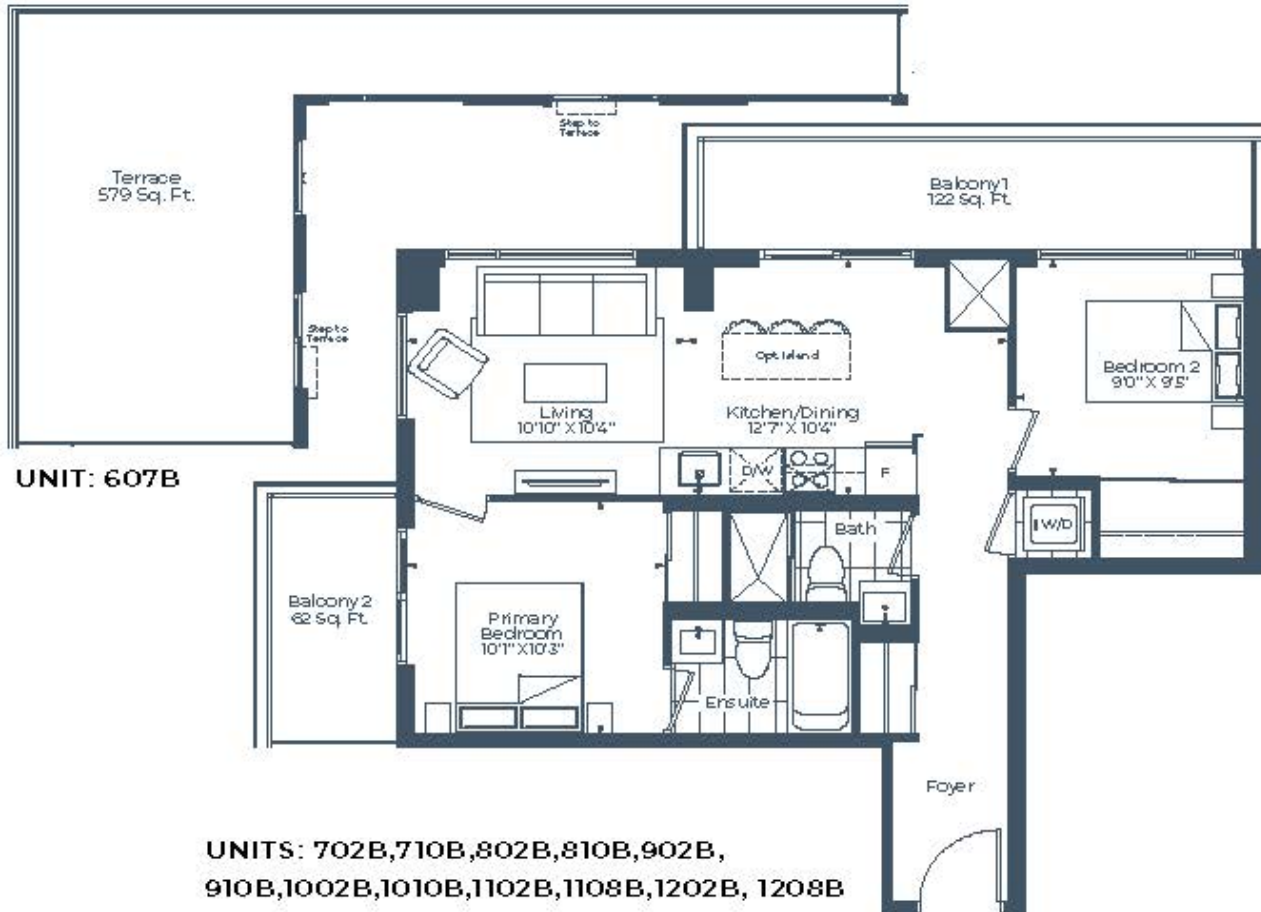 Step to
Terrace
Terrace
579 Sq. Ft.
Balcony 1
122 Sq. Ft.
Step to
Terrace
Opt Island
Bedroom 2
9'0" X 9'5"
Living
10'10" X 10'4"
Kitchen/Dining
12'7" X 10'4"
D/W
F
UNIT: 607B
Bath
W/D
Balcony 2
62 Sq. Ft.
Primary
Bedroom
10'1" X 10'3"
Ensuite
Foyer
UNITS: 702B,710B,802B,810B,902B,
910B,1002B,1010B,1102B,1108B,1202B, 1208B